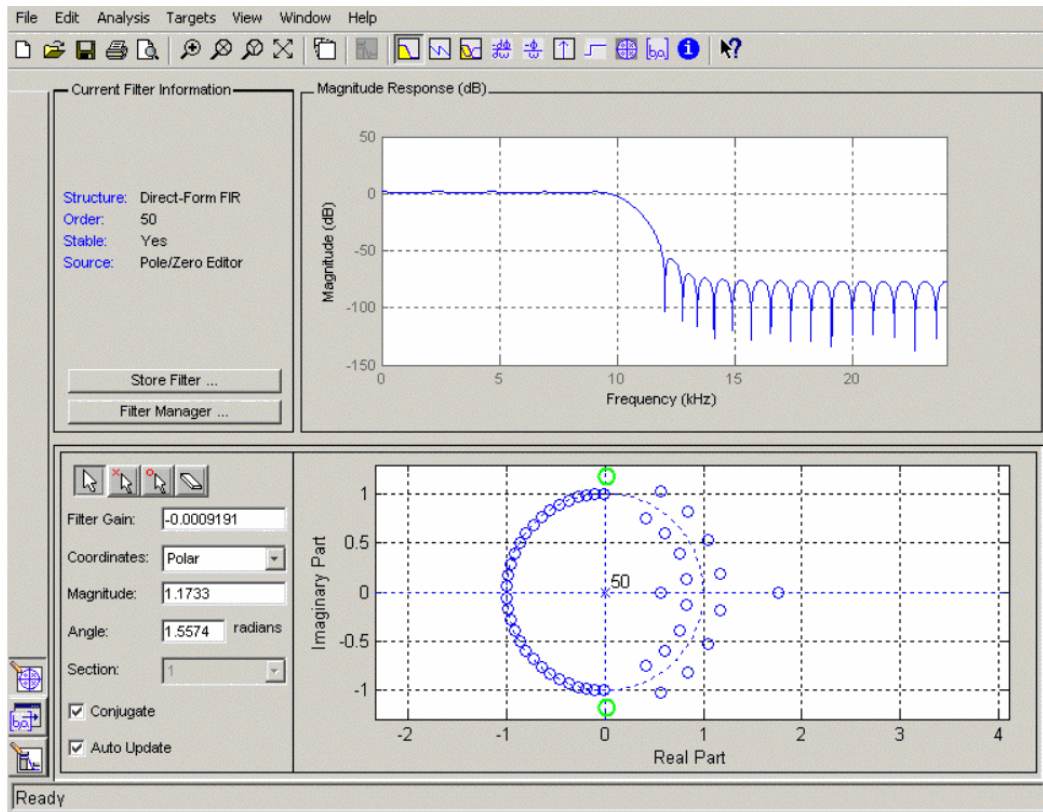 File Edit Analysis Targets View Window Help
Current Filter Information
Structure: Direct-Form FIR
Order: 50
Stable: Yes
Source: Pole/Zero Editor
Store Filter ...
Filter Manager ...
Magnitude Response (dB)
Magnitude (dB)
50
0
-50
-100
-150
0 5 10 15 20
Frequency (kHz)
Filter Gain: -0.0009191
Coordinates: Polar
Magnitude: 1.1733
Angle: 1.5574 radians
Section: 1
Conjugate
Auto Update
Imaginary Part
1
0.5
0
-0.5
-1
50
-2 -1 0 1 2 3 4
Real Part
[b,a]
[b,a]
Ready